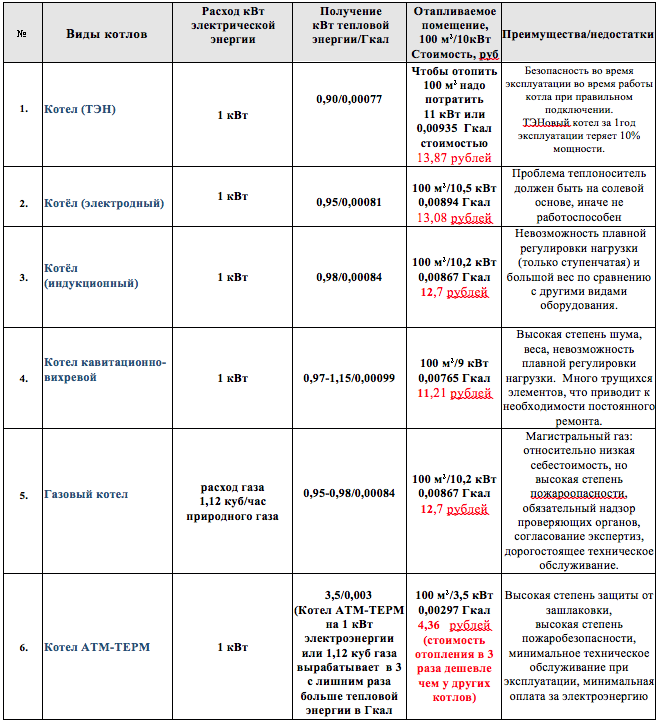 №
Виды котлов
Расход кВт
электрической
энергии
Получение
кВт тепловой
энергии/Гкал
Отапливаемое
помещение,
100 м³/10кВт
Стоимость, руб
Преимущества/недостатки
1.
Котел (ТЭН)
1 кВт
0,90/0,00077
Чтобы отопить
100 м³ надо
потратить
11 кВт или
0,00935 Гкал
стоимостью
13,87 рублей
Безопасность во время
эксплуатации во время работы
котла при правильном
подключении.
ТЭНовый котел за 1год
эксплуатации теряет 10%
мощности.
2.
Котёл (электродный)
1 кВт
0,95/0,00081
100 м³/10,5 кВт
0,00894 Гкал
13,08 рублей
Проблема теплоноситель
должен быть на солевой
основе, иначе не
работоспособен
3.
Котёл
(индукционный)
1 кВт
0,98/0,00084
100 м³/10,2 кВт
0,00867 Гкал
12,7 рублей
Невозможность плавной
регулировки нагрузки
(только ступенчатая) и
большой вес по сравнению
с другими видами
оборудования.
4.
Котел кавитационно-
вихревой
1 кВт
0,97-1,15/0,00099
100 м³/9 кВт
0,00765 Гкал
11,21 рублей
Высокая степень шума,
веса, невозможность
плавной регулировки
нагрузки. Много трущихся
элементов, что приводит к
необходимости постоянного
ремонта.
5.
Газовый котел
расход газа
1,12 куб/час
природного газа
0,95-0,98/0,00084
100 м³/10,2 кВт
0,00867 Гкал
12,7 рублей
Магистральный газ:
относительно низкая
себестоимость, но
высокая степень
пожароопасности,
обязательный надзор
проверяющих органов,
согласование экспертиз,
дорогостоящее техническое
обслуживание.
6.
Котел АТМ-ТЕРМ
1 кВт
3,5/0,003
(Котел АТМ-ТЕРМ
на 1 кВт
электроэнергии
или 1,12 куб газа
вырабатывает в 3
с лишним раза
больше тепловой
энергии в Гкал
100 м³/3,5 кВт
0,00297 Гкал
4,36 рублей
(стоимость
отопления в 3
раза дешевле
чем у других
котлов)
Высокая степень защиты от
зашлаковки,
высокая степень
пожаробезопасности,
минимальное техническое
обслуживание при
эксплуатации, минимальная
оплата за электроэнергию